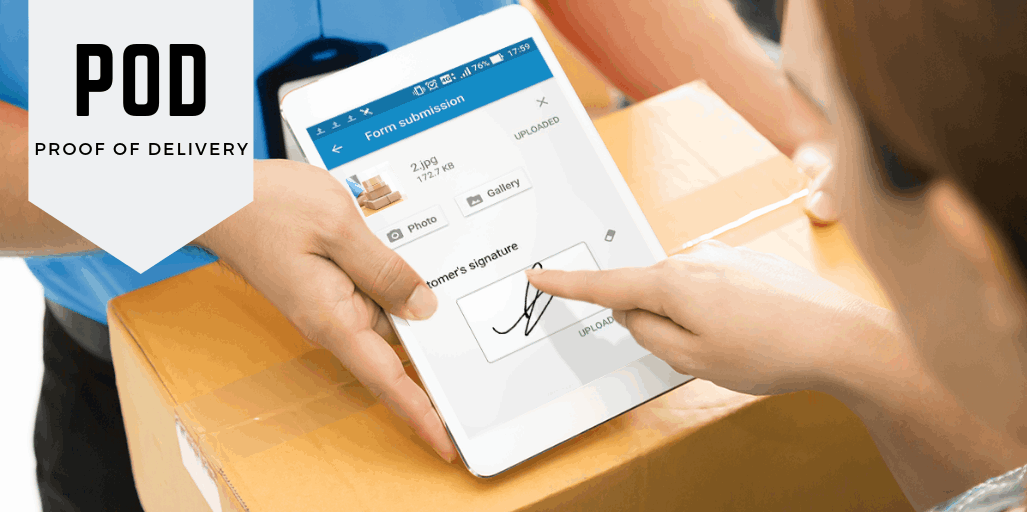 POD
PROOF OF DELIVERY
4G 76% 17:59
Form submission
2.jpg
172.7 KB
UPLOADED
Photo
Gallery
tomer's signature
UPLOAD